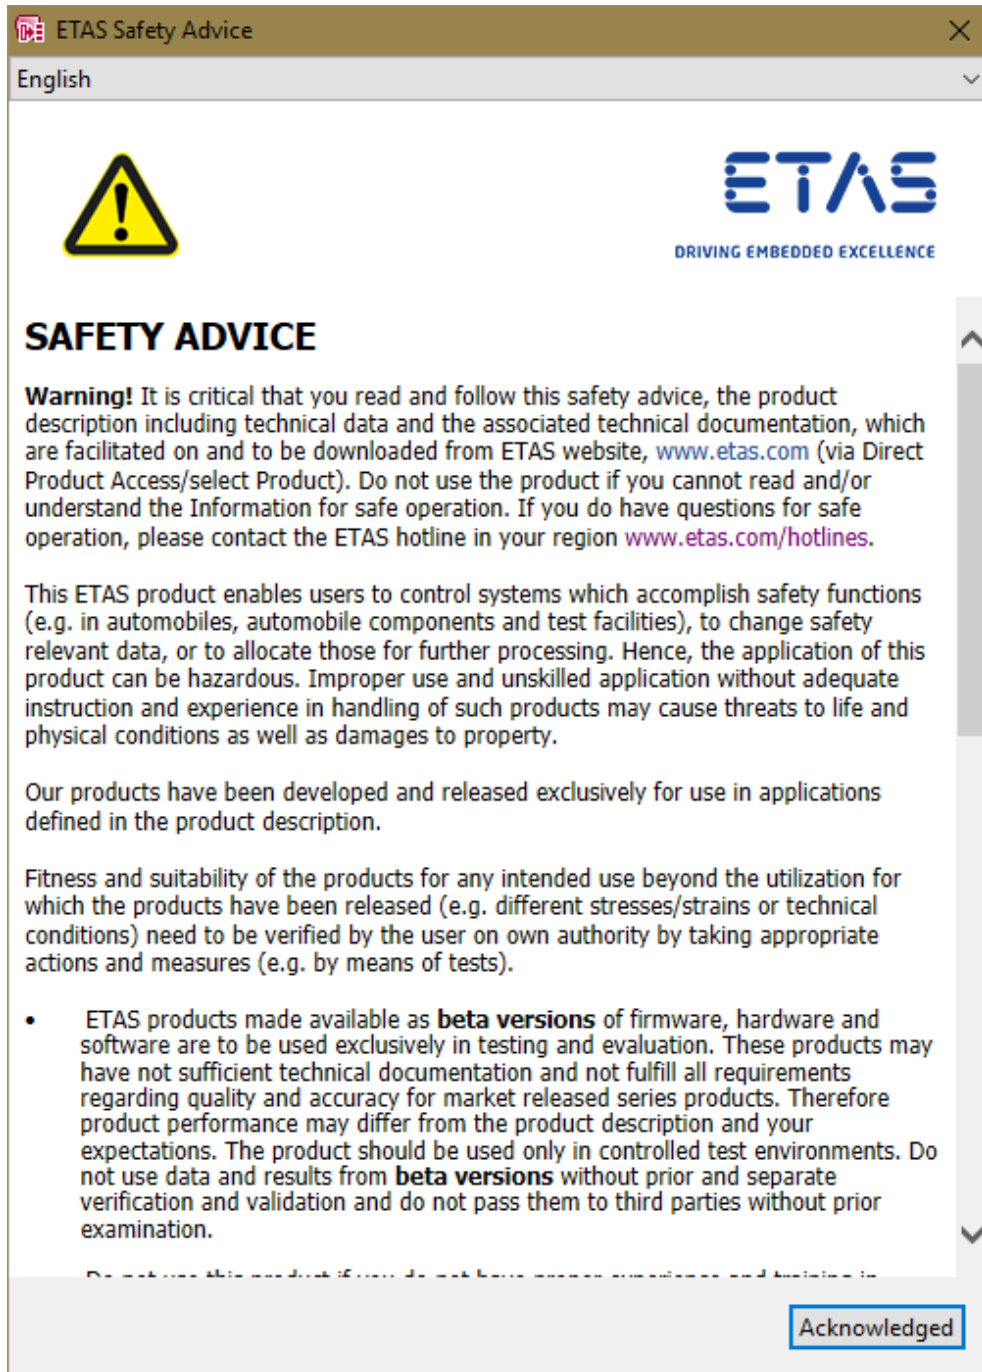 ETAS Safety Advice
English
ETAS
DRIVING EMBEDDED EXCELLENCE
SAFETY ADVICE
Warning! It is critical that you read and follow this safety advice, the product
description including technical data and the associated technical documentation, which
are facilitated on and to be downloaded from ETAS website, www.etas.com (via Direct
Product Access/select Product). Do not use the product if you cannot read and/or
understand the Information for safe operation. If you do have questions for safe
operation, please contact the ETAS hotline in your region www.etas.com/hotlines.
This ETAS product enables users to control systems which accomplish safety functions
(e.g. in automobiles, automobile components and test facilities), to change safety
relevant data, or to allocate those for further processing. Hence, the application of this
product can be hazardous. Improper use and unskilled application without adequate
instruction and experience in handling of such products may cause threats to life and
physical conditions as well as damages to property.
Our products have been developed and released exclusively for use in applications
defined in the product description.
Fitness and suitability of the products for any intended use beyond the utilization for
which the products have been released (e.g. different stresses/strains or technical
conditions) need to be verified by the user on own authority by taking appropriate
actions and measures (e.g. by means of tests).
• ETAS products made available as beta versions of firmware, hardware and
software are to be used exclusively in testing and evaluation. These products may
have not sufficient technical documentation and not fulfill all requirements
regarding quality and accuracy for market released series products. Therefore
product performance may differ from the product description and your
expectations. The product should be used only in controlled test environments. Do
not use data and results from beta versions without prior and separate
verification and validation and do not pass them to third parties without prior
examination.
Do not use this product if you do not have proper experience and training in
Acknowledged